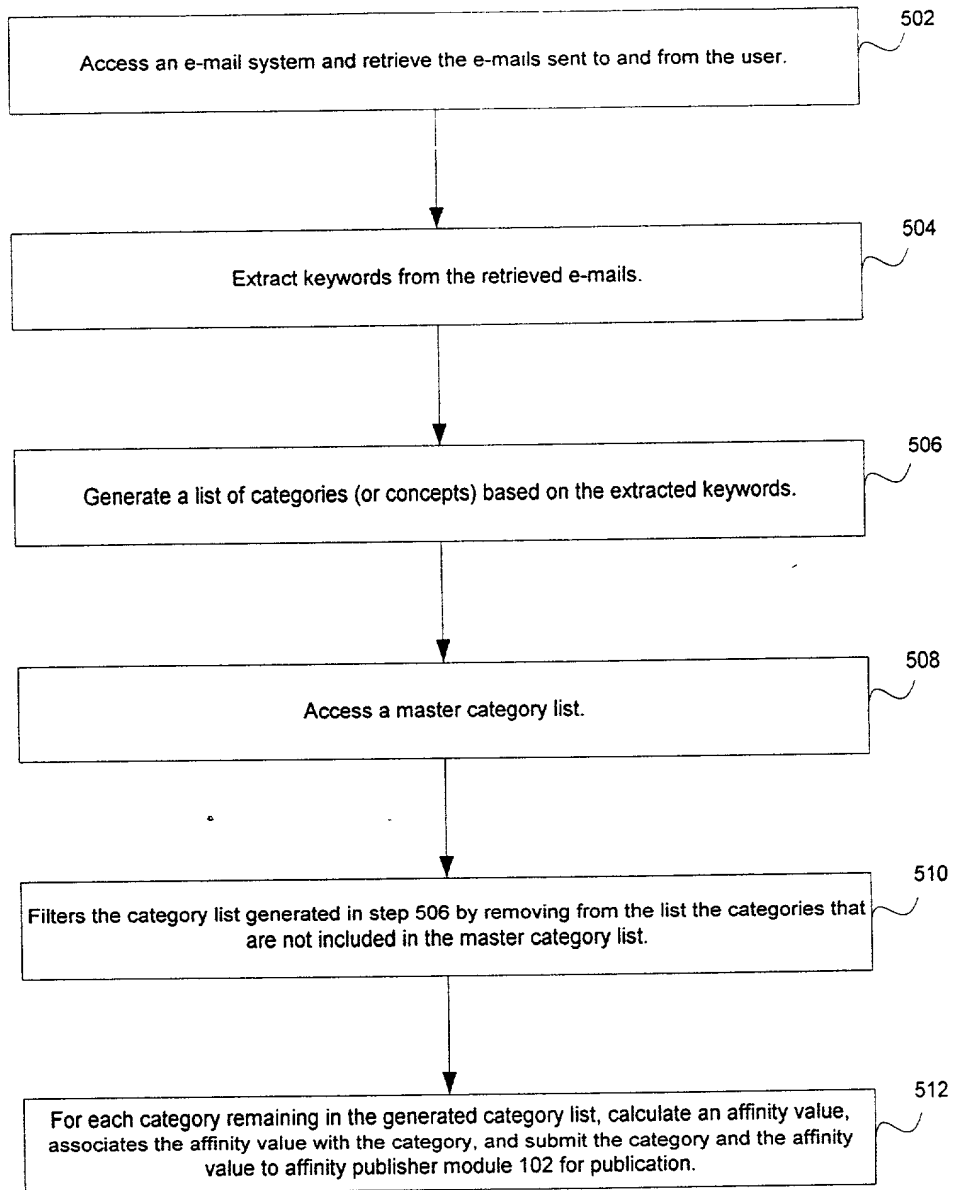 502
Access an e-mail system and retrieve the e-mails sent to and from the user.
504
Extract keywords from the retrieved e-mails.
506
Generate a list of categories (or concepts) based on the extracted keywords.
508
Access a master category list.
510
Filters the category list generated in step 506 by removing from the list the categories that
are not included in the master category list.
512
For each category remaining in the generated category list, calculate an affinity value,
associates the affinity value with the category, and submit the category and the affinity
value to affinity publisher module 102 for publication.